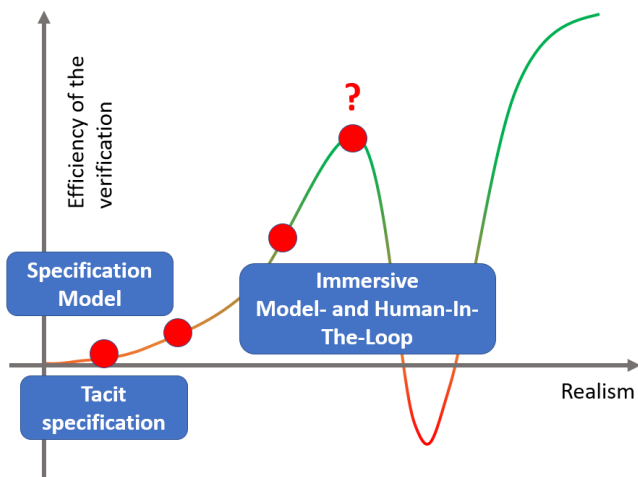 Efficiency of the
verification
?
Specification
Model
Immersive
Model- and Human-In-
The-Loop
Tacit
specification
Realism